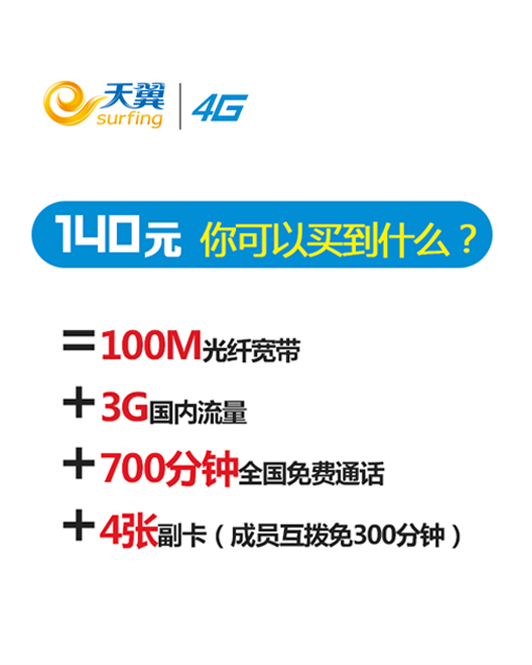 天翼 surfing 4G
140元 你可以买到什么？
=100M光纤宽带
+3G国内流量
+700分钟全国免费通话
+4张副卡（成员互拨免300分钟）